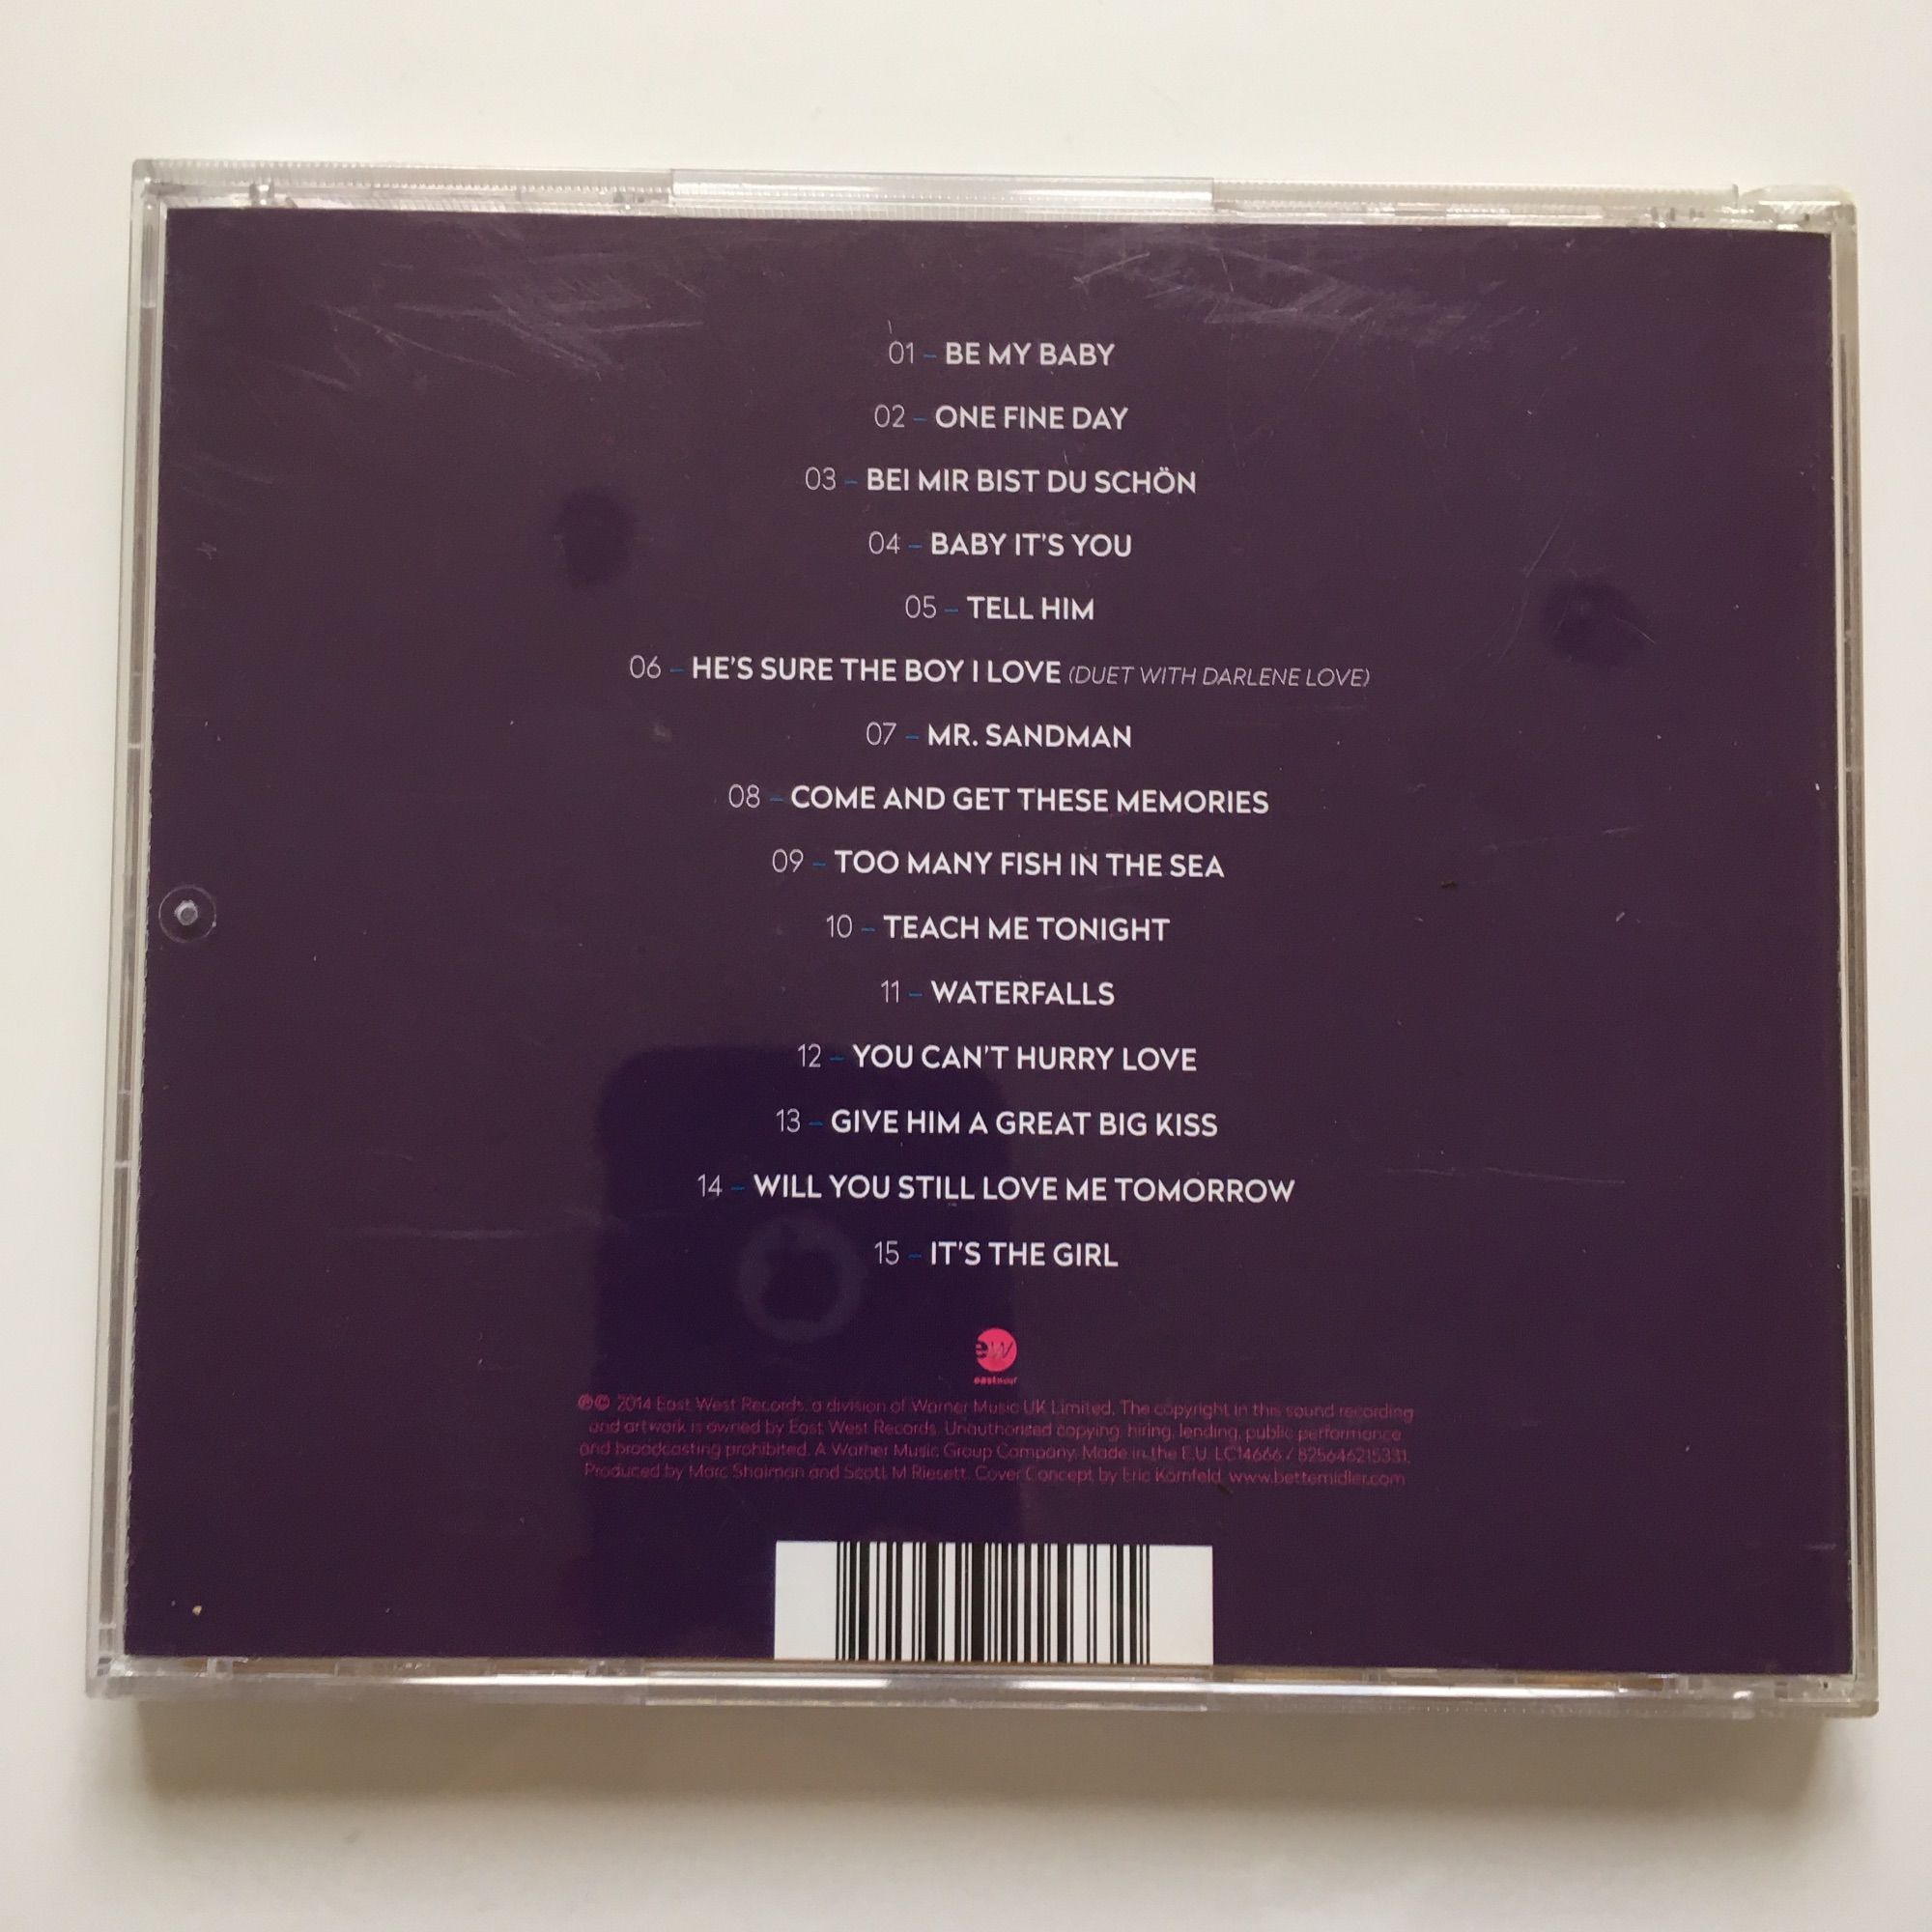 01 – BE MY BABY
02 – ONE FINE DAY
03 – BEI MIR BIST DU SCHÖN
04 – BABY IT'S YOU
05 – TELL HIM
06 – HE'S SURE THE BOY I LOVE (DUET WITH DARLENE LOVE)
07 – MR. SANDMAN
08 – COME AND GET THESE MEMORIES
09 – TOO MANY FISH IN THE SEA
10 – TEACH ME TONIGHT
11 – WATERFALLS
12 – YOU CAN'T HURRY LOVE
13 – GIVE HIM A GREAT BIG KISS
14 – WILL YOU STILL LOVE ME TOMORROW
15 – IT'S THE GIRL
ew
eastwest
℗© 2014 East West Records, a division of Warner Music UK Limited. The copyright in this sound recording
and artwork is owned by East West Records. Unauthorised copying, hiring, lending, public performance
and broadcasting prohibited. A Warner Music Group Company. Made in the E.U. LC14666 / 825646215331.
Produced by Marc Shaiman and Scott M Riesett. Cover Concept by Eric Kornfeld. www.bettemidler.com